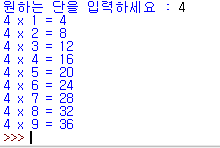 원하는 단을 입력하세요 : 4
4 x 1 = 4
4 x 2 = 8
4 x 3 = 12
4 x 4 = 16
4 x 5 = 20
4 x 6 = 24
4 x 7 = 28
4 x 8 = 32
4 x 9 = 36
>>>